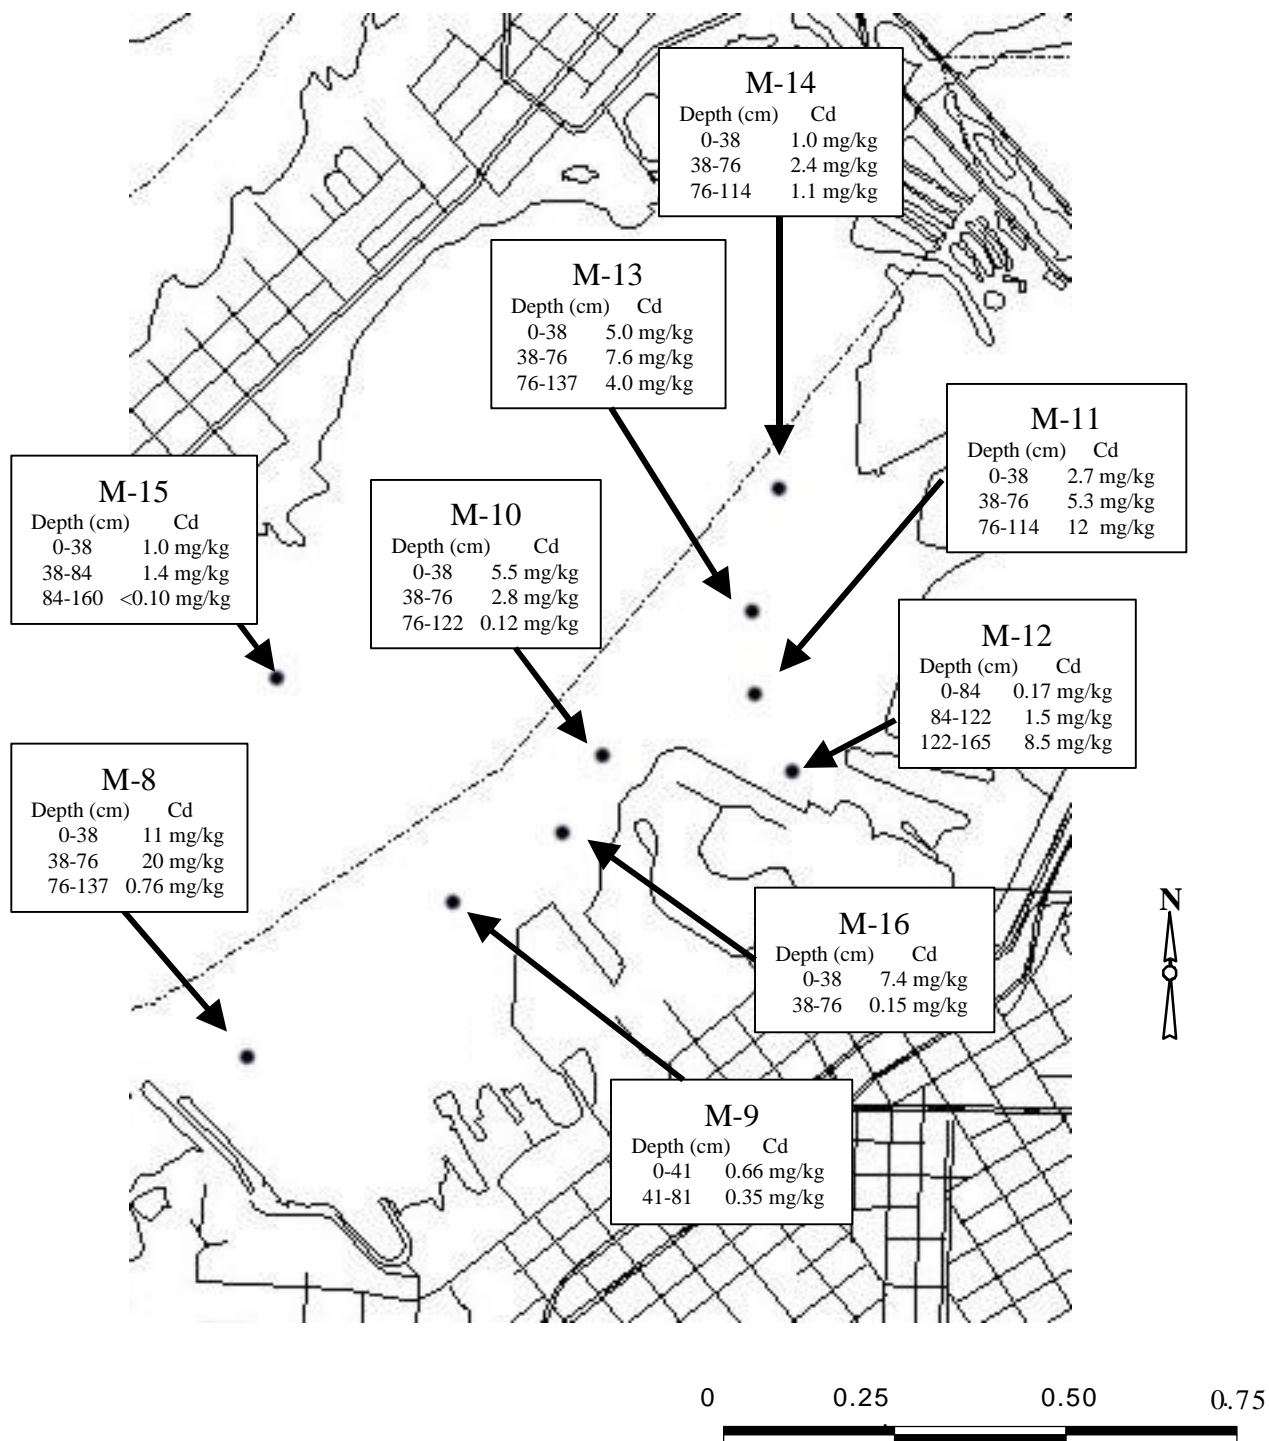 M-14
Depth (cm) Cd
0-38 1.0 mg/kg
38-76 2.4 mg/kg
76-114 1.1 mg/kg
M-13
Depth (cm) Cd
0-38 5.0 mg/kg
38-76 7.6 mg/kg
76-137 4.0 mg/kg
M-11
Depth (cm) Cd
0-38 2.7 mg/kg
38-76 5.3 mg/kg
76-114 12 mg/kg
M-15
Depth (cm) Cd
0-38 1.0 mg/kg
38-84 1.4 mg/kg
84-160 <0.10 mg/kg
M-10
Depth (cm) Cd
0-38 5.5 mg/kg
38-76 2.8 mg/kg
76-122 0.12 mg/kg
M-12
Depth (cm) Cd
0-84 0.17 mg/kg
84-122 1.5 mg/kg
122-165 8.5 mg/kg
M-8
Depth (cm) Cd
0-38 11 mg/kg
38-76 20 mg/kg
76-137 0.76 mg/kg
M-16
Depth (cm) Cd
0-38 7.4 mg/kg
38-76 0.15 mg/kg
N
M-9
Depth (cm) Cd
0-41 0.66 mg/kg
41-81 0.35 mg/kg
0 0.25 0.50 0.75